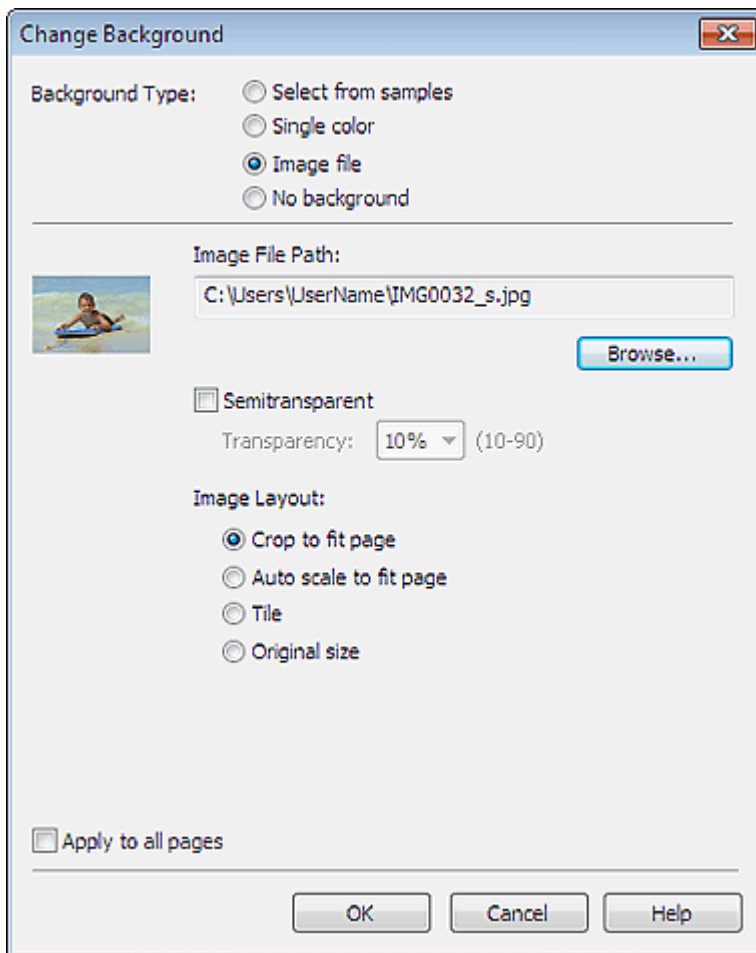 Change Background
Background Type:
Select from samples
Single color
Image file
No background
Image File Path:
C:\Users\UserName\IMG0032_s.jpg
Browse...
Semitransparent
Transparency: 10% (10-90)
Image Layout:
Crop to fit page
Auto scale to fit page
Tile
Original size
Apply to all pages
OK Cancel Help